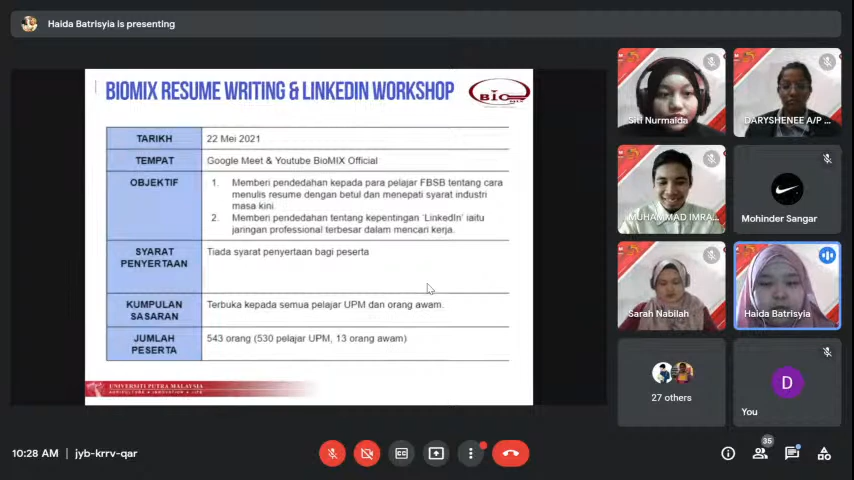 Haida Batrisyia is presenting
BIOMIX RESUME WRITING & LINKEDIN WORKSHOP
BIO
MIX
TARIKH
22 Mei 2021
TEMPAT
Google Meet & Youtube BioMIX Official
OBJEKTIF
1. Memberi pendedahan kepada para pelajar FBSB tentang cara
menulis resume dengan betul dan menepati syarat industri
masa kini.
2. Memberi pendedahan tentang kepentingan 'LinkedIn' iaitu
jaringan professional terbesar dalam mencari kerja.
SYARAT
PENYERTAAN
Tiada syarat penyertaan bagi peserta
KUMPULAN
SASARAN
Terbuka kepada semua pelajar UPM dan orang awam.
JUMLAH
PESERTA
543 orang (530 pelajar UPM, 13 orang awam)
UNIVERSITI PUTRA MALAYSIA
AGRICULTURE • INNOVATION • LIFE
Siti Nurmaida
DARYSHENEE A/P ...
MUHAMMAD IMRA...
Mohinder Sangar
Sarah Nabilah
Haida Batrisyia
27 others
D
You
10:28 AM | jyb-krrv-qar
35